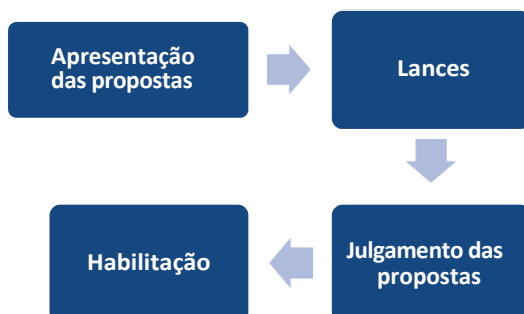 Apresentação
das propostas
Lances
Julgamento das
propostas
Habilitação